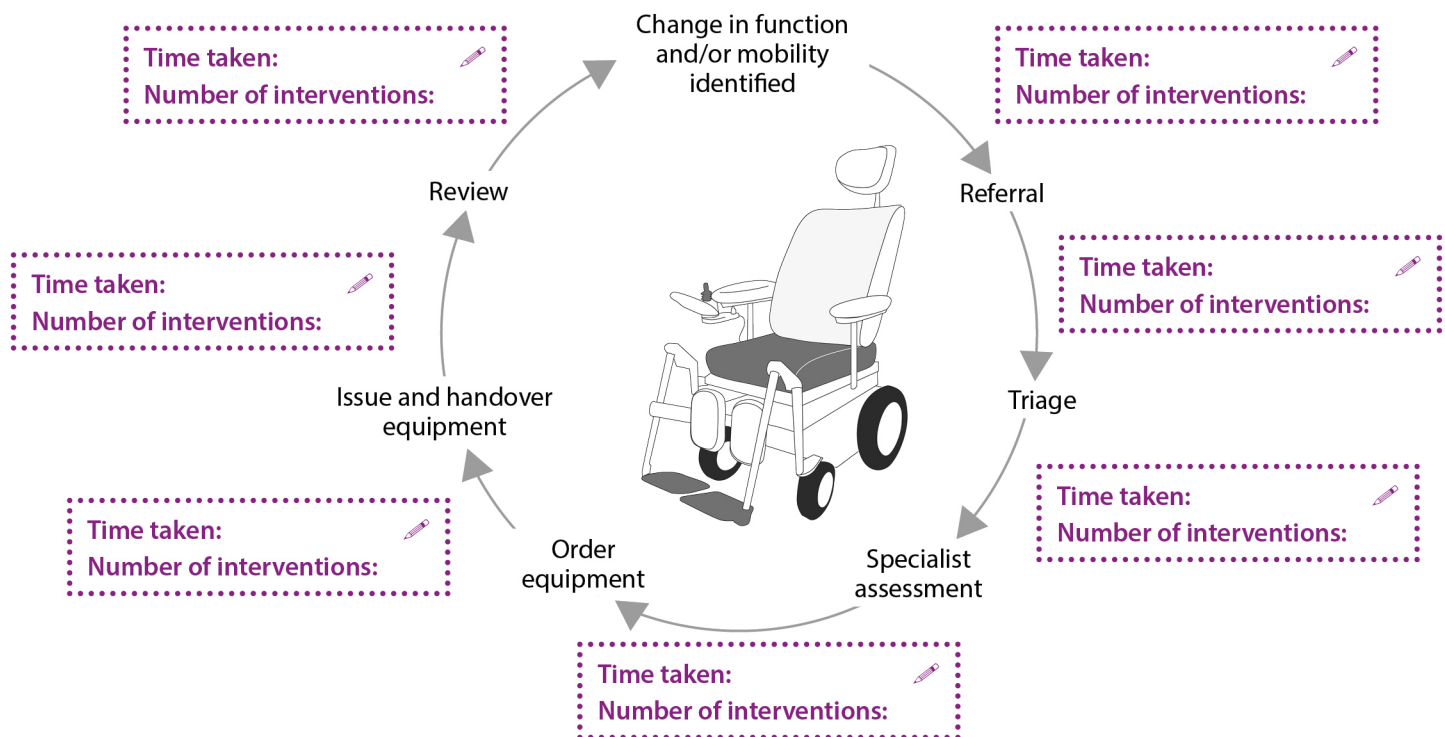 Change in function
and/or mobility
identified
Time taken:
Number of interventions:
Referral
Time taken:
Number of interventions:
Triage
Time taken:
Number of interventions:
Specialist
assessment
Time taken:
Number of interventions:
Order
equipment
Time taken:
Number of interventions:
Issue and handover
equipment
Time taken:
Number of interventions:
Review
Time taken:
Number of interventions: